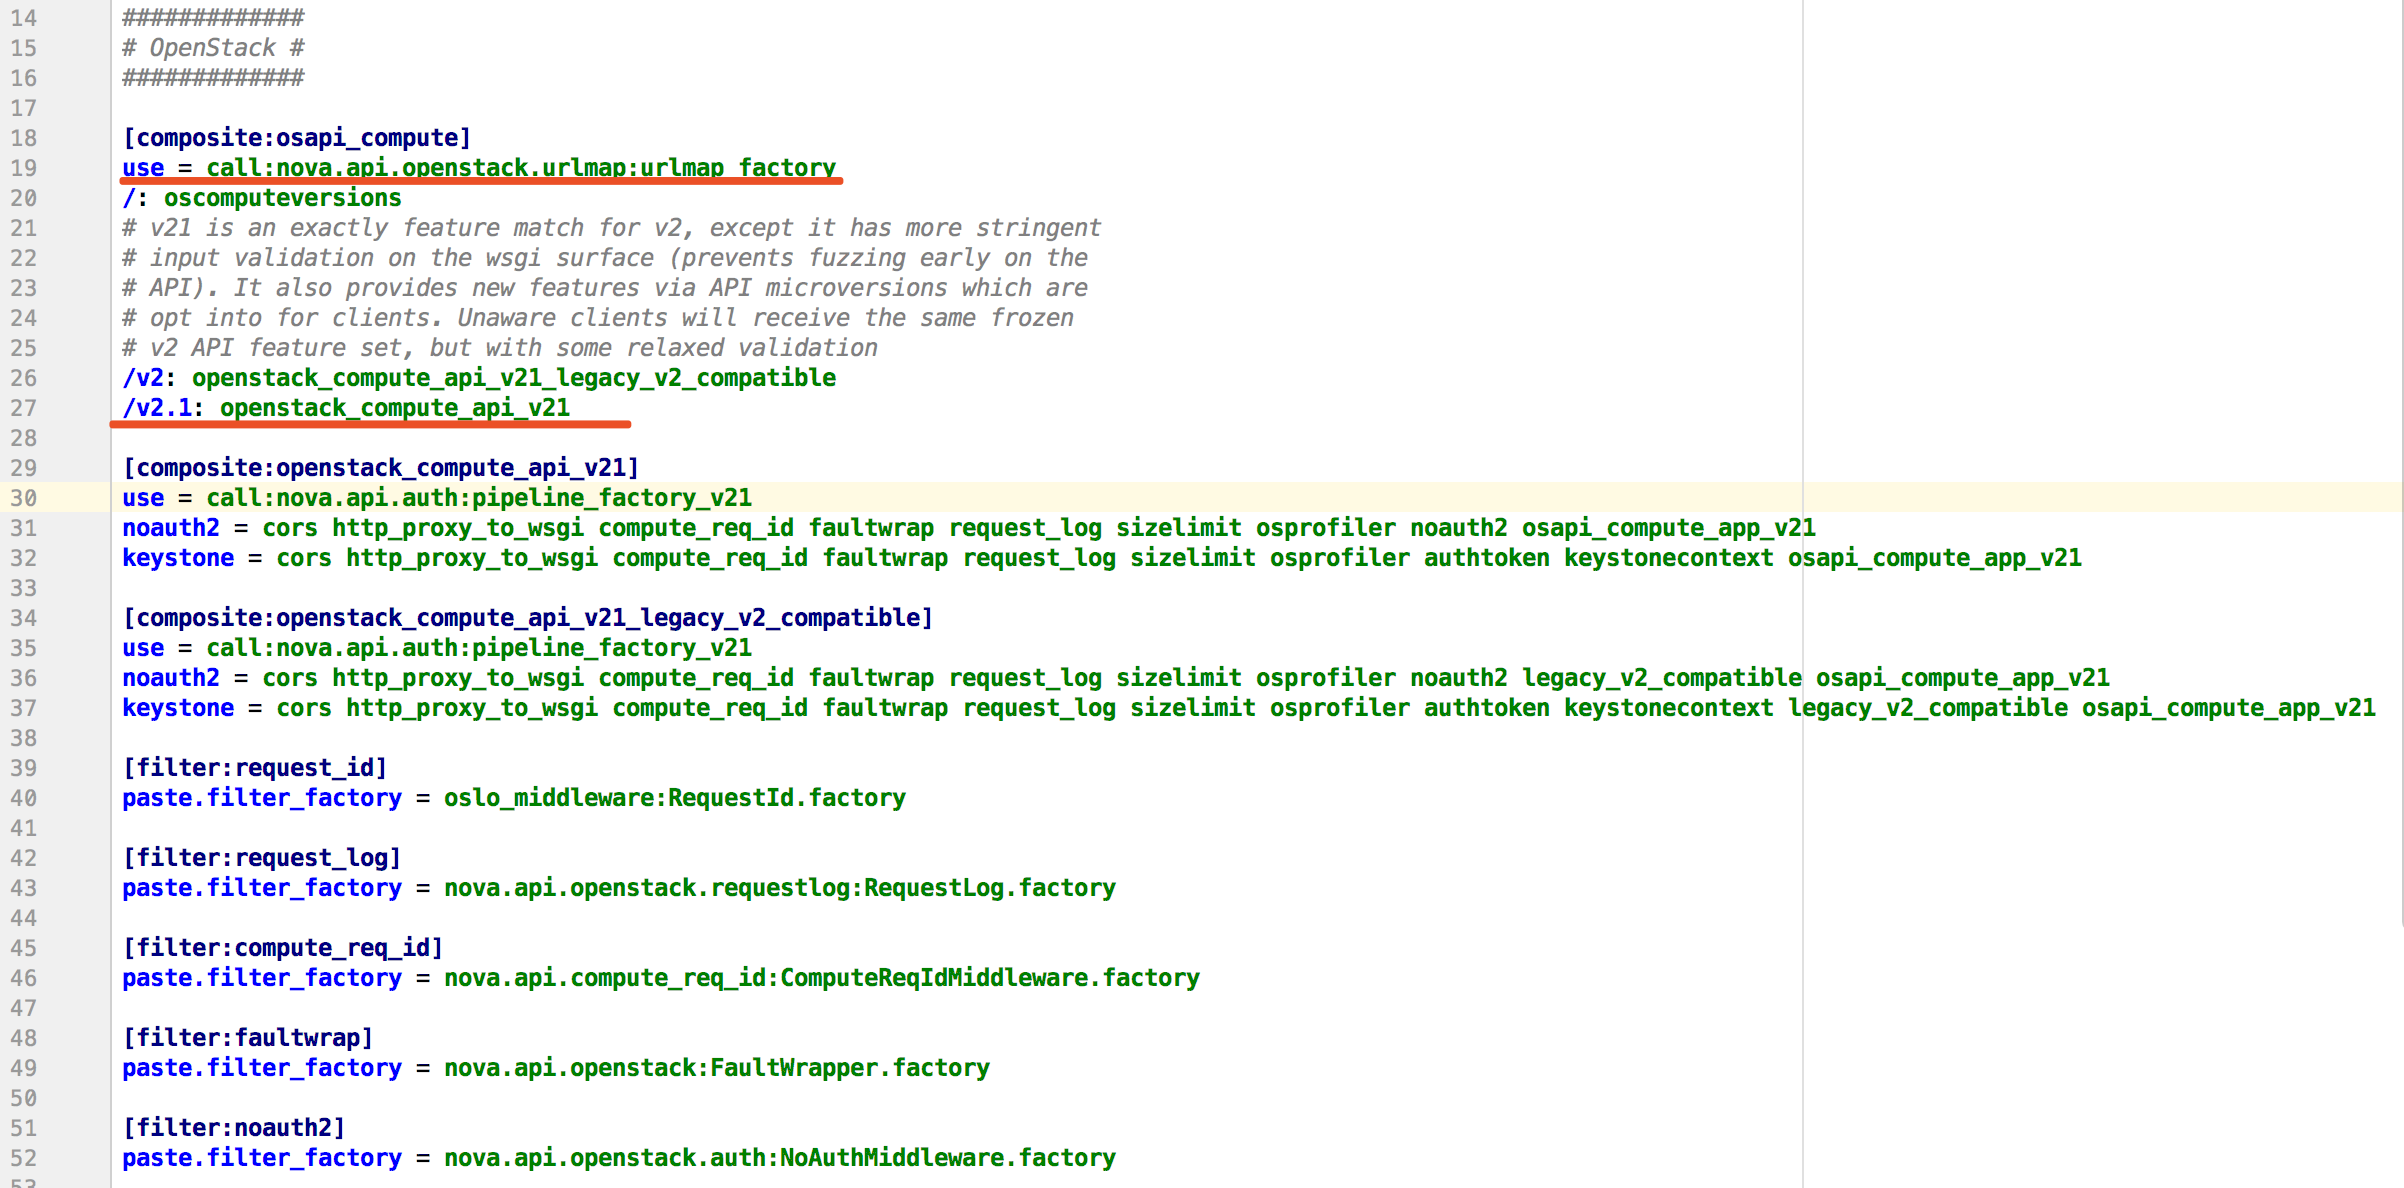 14 #############
15 # OpenStack #
16 #############
17
18 [composite:osapi_compute]
19 use = call:nova.api.openstack.urlmap:urlmap_factory
20 /: oscomputeversions
21 # v21 is an exactly feature match for v2, except it has more stringent
22 # input validation on the wsgi surface (prevents fuzzing early on the
23 # API). It also provides new features via API microversions which are
24 # opt into for clients. Unaware clients will receive the same frozen
25 # v2 API feature set, but with some relaxed validation
26 /v2: openstack_compute_api_v21_legacy_v2_compatible
27 /v2.1: openstack_compute_api_v21
28
29 [composite:openstack_compute_api_v21]
30 use = call:nova.api.auth:pipeline_factory_v21
31 noauth2 = cors http_proxy_to_wsgi compute_req_id faultwrap request_log sizelimit osprofiler noauth2 osapi_compute_app_v21
32 keystone = cors http_proxy_to_wsgi compute_req_id faultwrap request_log sizelimit osprofiler authtoken keystonecontext osapi_compute_app_v21
33
34 [composite:openstack_compute_api_v21_legacy_v2_compatible]
35 use = call:nova.api.auth:pipeline_factory_v21
36 noauth2 = cors http_proxy_to_wsgi compute_req_id faultwrap request_log sizelimit osprofiler noauth2 legacy_v2_compatible osapi_compute_app_v21
37 keystone = cors http_proxy_to_wsgi compute_req_id faultwrap request_log sizelimit osprofiler authtoken keystonecontext legacy_v2_compatible osapi_compute_app_v21
38
39 [filter:request_id]
40 paste.filter_factory = oslo_middleware:RequestId.factory
41
42 [filter:request_log]
43 paste.filter_factory = nova.api.openstack.requestlog:RequestLog.factory
44
45 [filter:compute_req_id]
46 paste.filter_factory = nova.api.compute_req_id:ComputeReqIdMiddleware.factory
47
48 [filter:faultwrap]
49 paste.filter_factory = nova.api.openstack:FaultWrapper.factory
50
51 [filter:noauth2]
52 paste.filter_factory = nova.api.openstack.auth:NoAuthMiddleware.factory
53